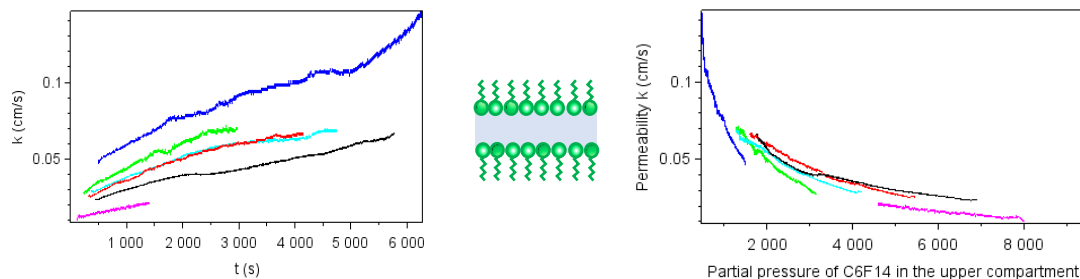 k (cm/s)
0.1
0.05
1 000 2 000 3 000 4 000 5 000 6 000
t (s)
Permeability k (cm/s)
0.1
0.05
2 000 4 000 6 000 8 000
Partial pressure of C6F14 in the upper compartment